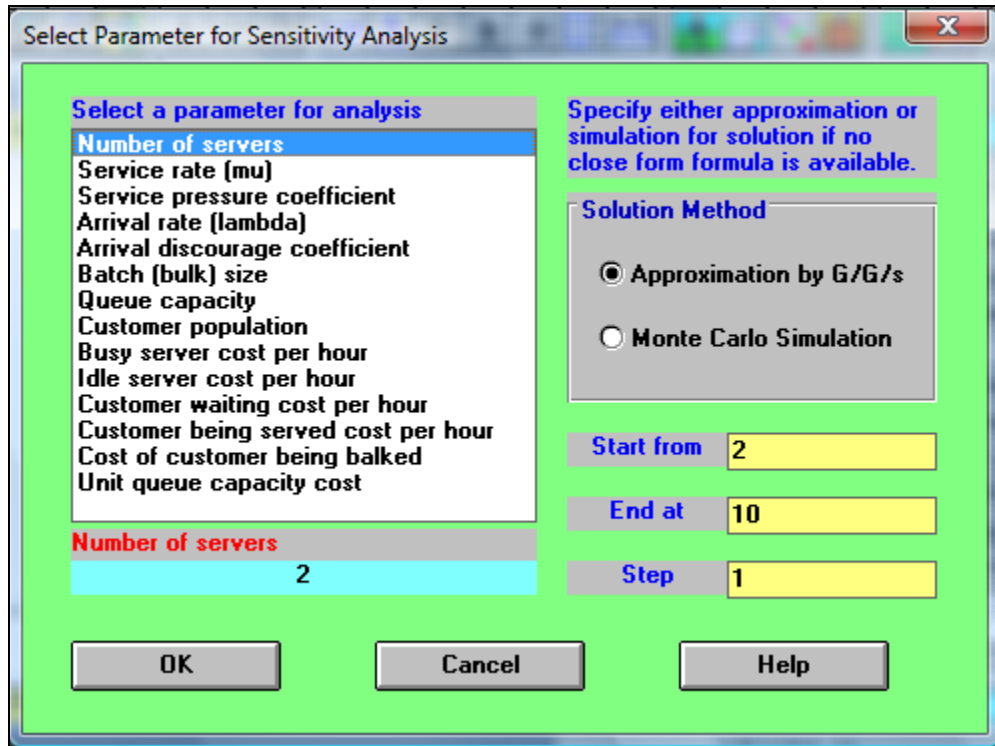 Select Parameter for Sensitivity Analysis
X
Select a parameter for analysis
Number of servers
Service rate (mu)
Service pressure coefficient
Arrival rate (lambda)
Arrival discourage coefficient
Batch (bulk) size
Queue capacity
Customer population
Busy server cost per hour
Idle server cost per hour
Customer waiting cost per hour
Customer being served cost per hour
Cost of customer being balked
Unit queue capacity cost
Number of servers
2
Specify either approximation or
simulation for solution if no
close form formula is available.
Solution Method
Approximation by G/G/s
Monte Carlo Simulation
Start from 2
End at 10
Step 1
OK Cancel Help